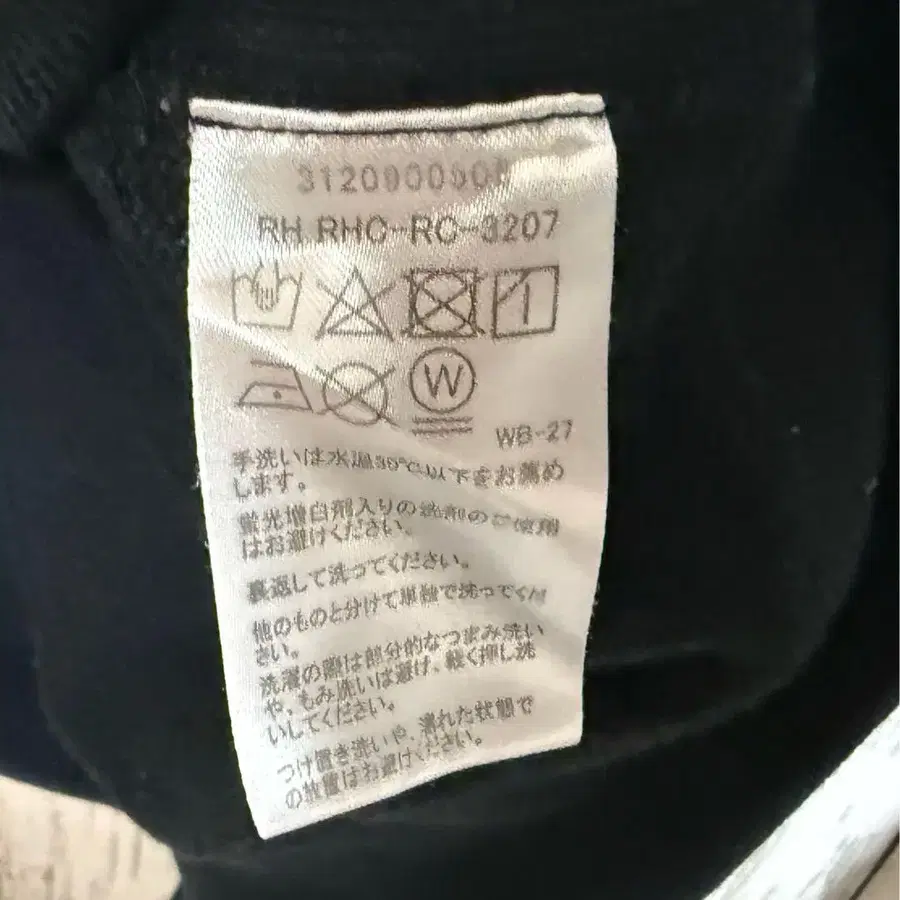 RH RHC-RC-3207
W
WB-27
手洗いは水温30℃以下をお薦め
します。
蛍光増白剤入りの洗剤のご使用
はお避けください。
裏返して洗ってください。
他のものと分けて単独で洗ってくだ
さい。
洗濯の際は部分的なつまみ洗い
や、もみ洗いは避け、軽く押し洗
いしてください。
つけ置き洗いや、濡れた状態で
の放置はお避けください。